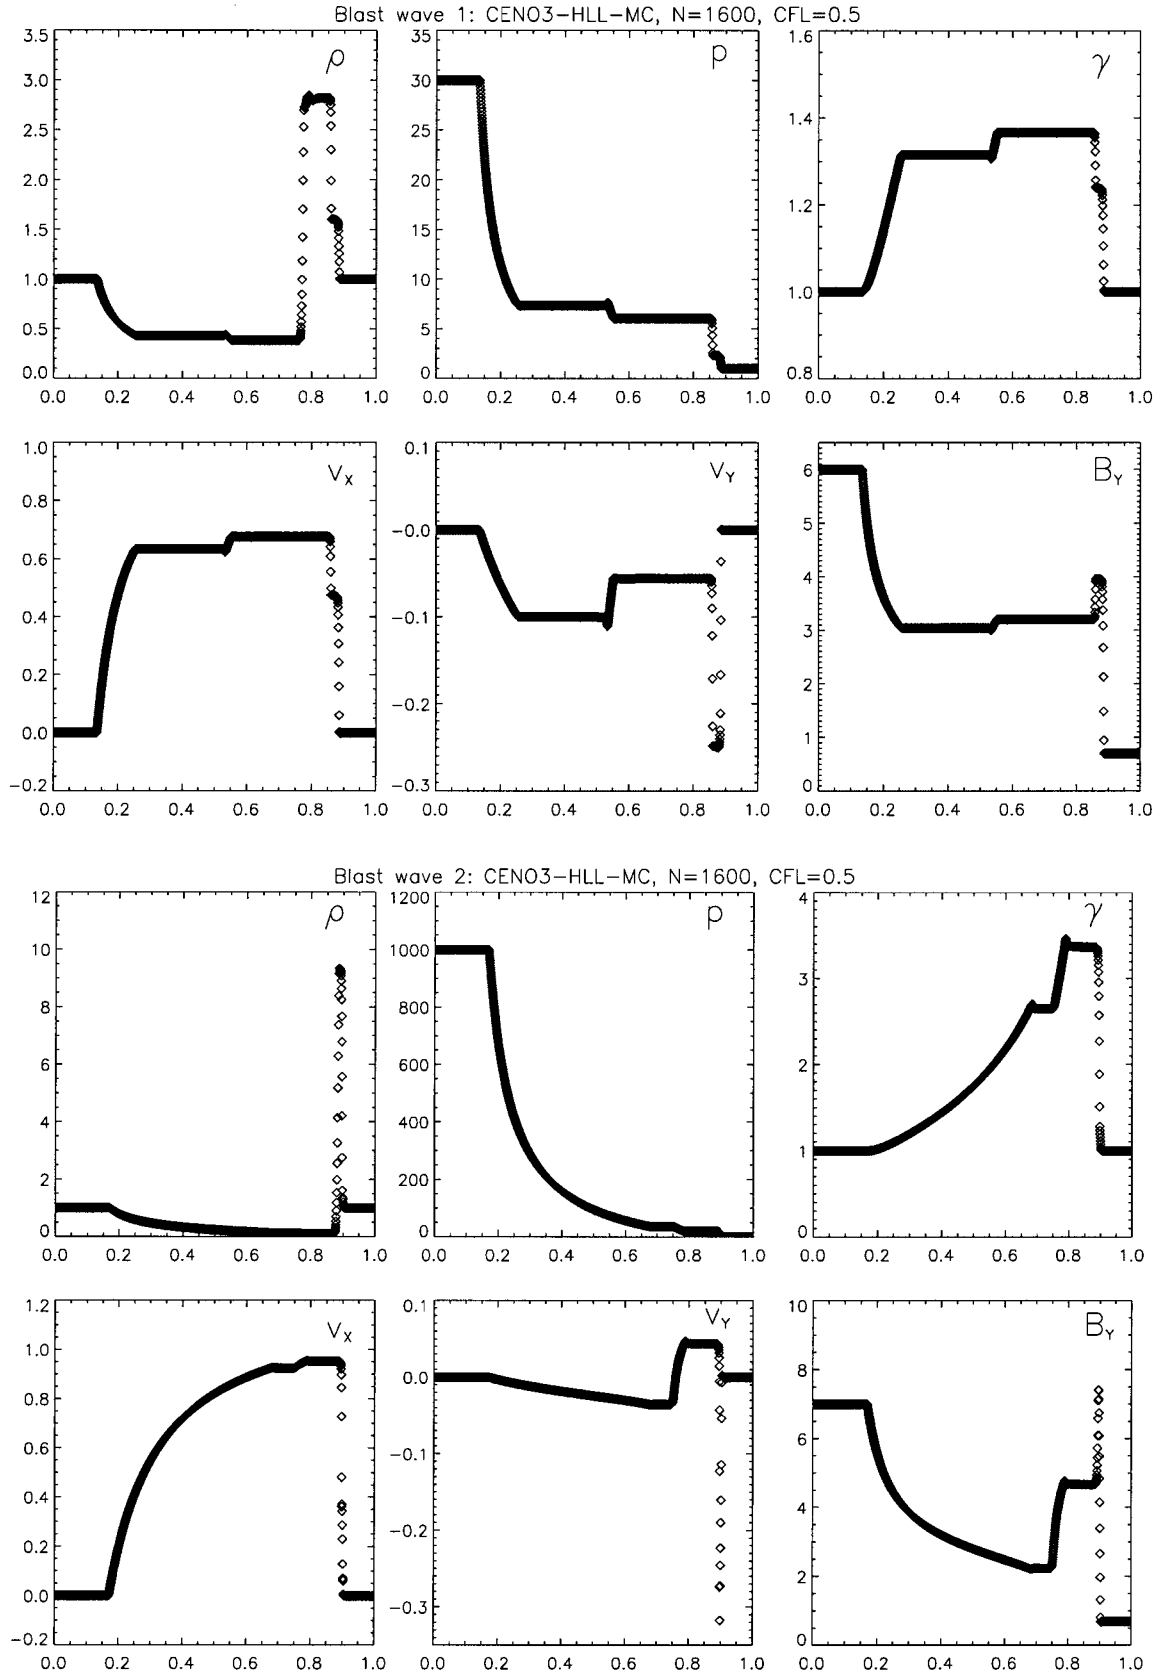 Blast wave 1: CENO3-HLL-MC, N=1600, CFL=0.5
ρ p γ
3.5 35 1.6
3.0 30
2.5 25 1.4
2.0 20 1.2
1.5 15
1.0 10 1.0
0.5 5
0.0 0 0.8
0.0 0.2 0.4 0.6 0.8 1.0 0.0 0.2 0.4 0.6 0.8 1.0 0.0 0.2 0.4 0.6 0.8 1.0
V_X V_Y B_Y
1.0 0.1
0.8 6
0.6 -0.0 5
0.4 -0.1 4
0.2 3
0.0 -0.2 2
1
-0.2 -0.3 0
0.0 0.2 0.4 0.6 0.8 1.0 0.0 0.2 0.4 0.6 0.8 1.0 0.0 0.2 0.4 0.6 0.8 1.0
Blast wave 2: CENO3-HLL-MC, N=1600, CFL=0.5
ρ p γ
12 1200 4
10 1000
8 800 3
6 600 2
4 400
2 200 1
0 0 0
0.0 0.2 0.4 0.6 0.8 1.0 0.0 0.2 0.4 0.6 0.8 1.0 0.0 0.2 0.4 0.6 0.8 1.0
V_X V_Y B_Y
1.2 0.1 10
1.0 8
0.8 0.0
0.6 -0.1 6
0.4 -0.2 4
0.2 2
0.0 -0.3
-0.2 0
0.0 0.2 0.4 0.6 0.8 1.0 0.0 0.2 0.4 0.6 0.8 1.0 0.0 0.2 0.4 0.6 0.8 1.0